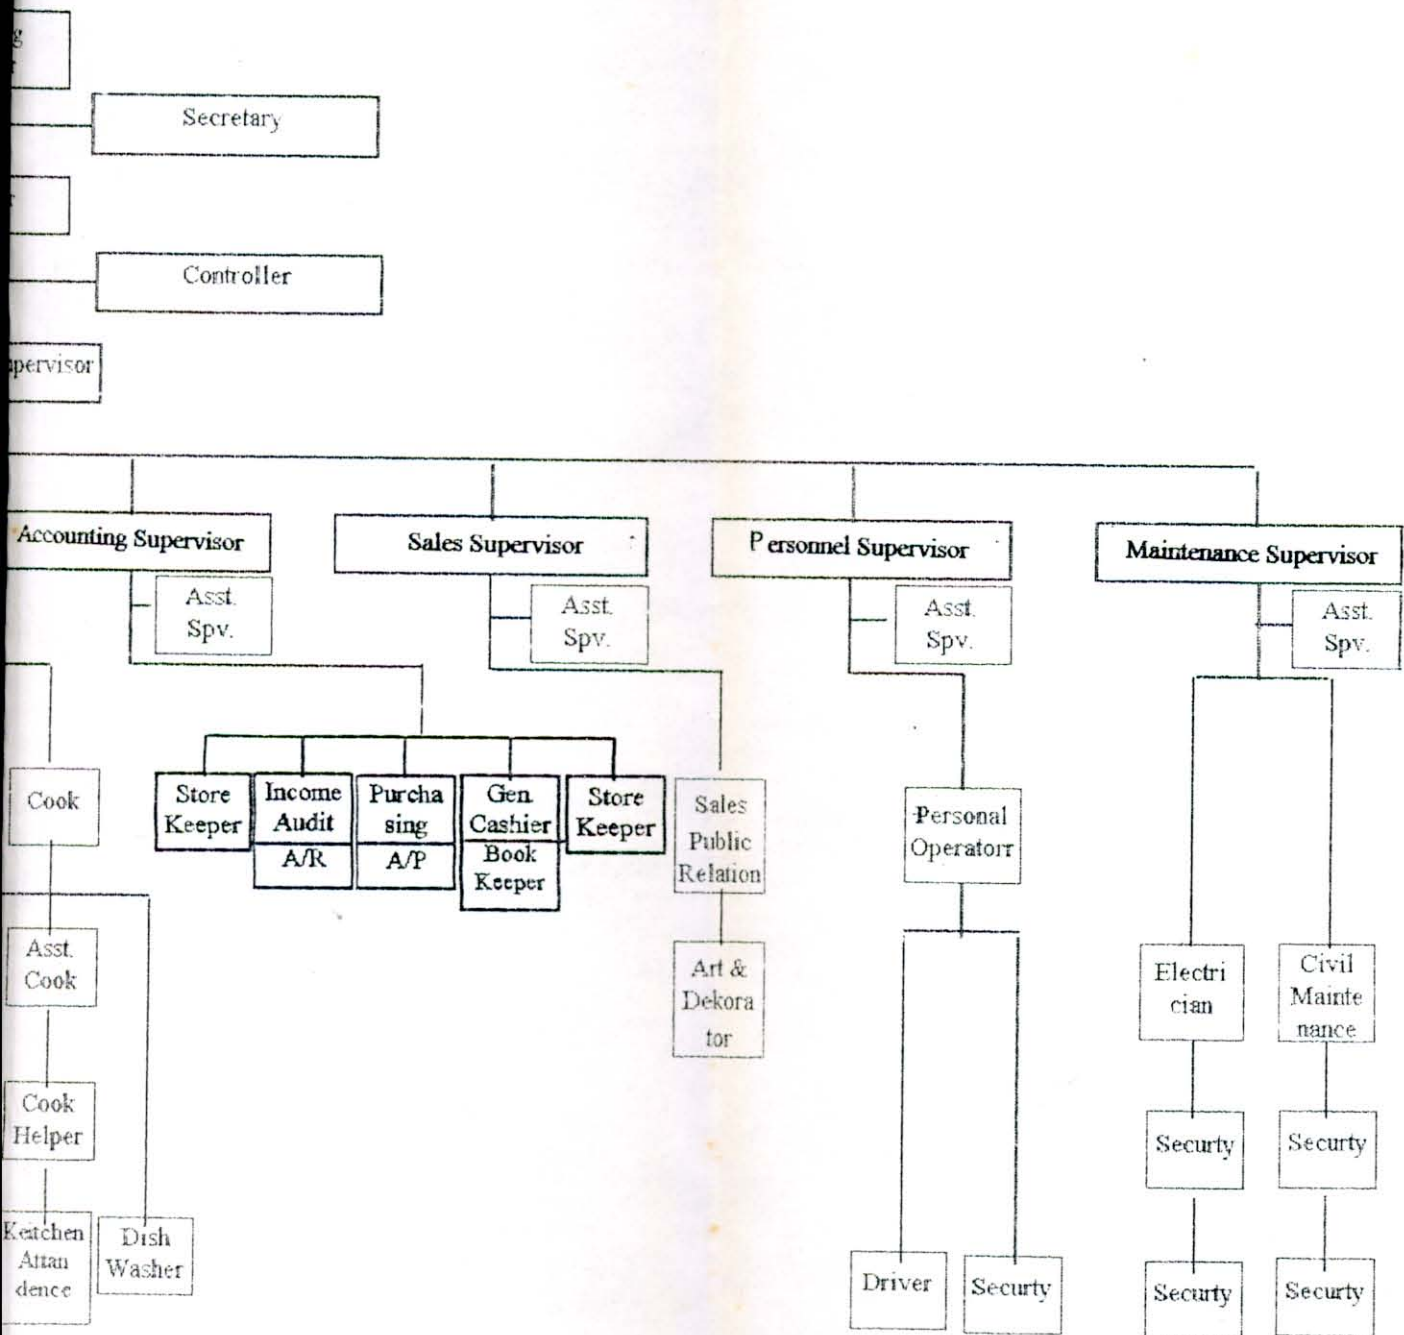 Secretary
Controller
pervisor
Accounting Supervisor
Sales Supervisor
Personnel Supervisor
Maintenance Supervisor
Asst.
Spv.
Asst.
Spv.
Asst.
Spv.
Asst.
Spv.
Cook
Store
Keeper
Income
Audit
A/R
Purcha
sing
A/P
Gen
Cashier
Book
Keeper
Store
Keeper
Sales
Public
Relation
Personal
Operatorr
Asst.
Cook
Art &
Dekora
tor
Electri
cian
Civil
Mainte
nance
Cook
Helper
Securty
Securty
Keitchen
Attan
dence
Dish
Washer
Driver
Securty
Securty
Securty